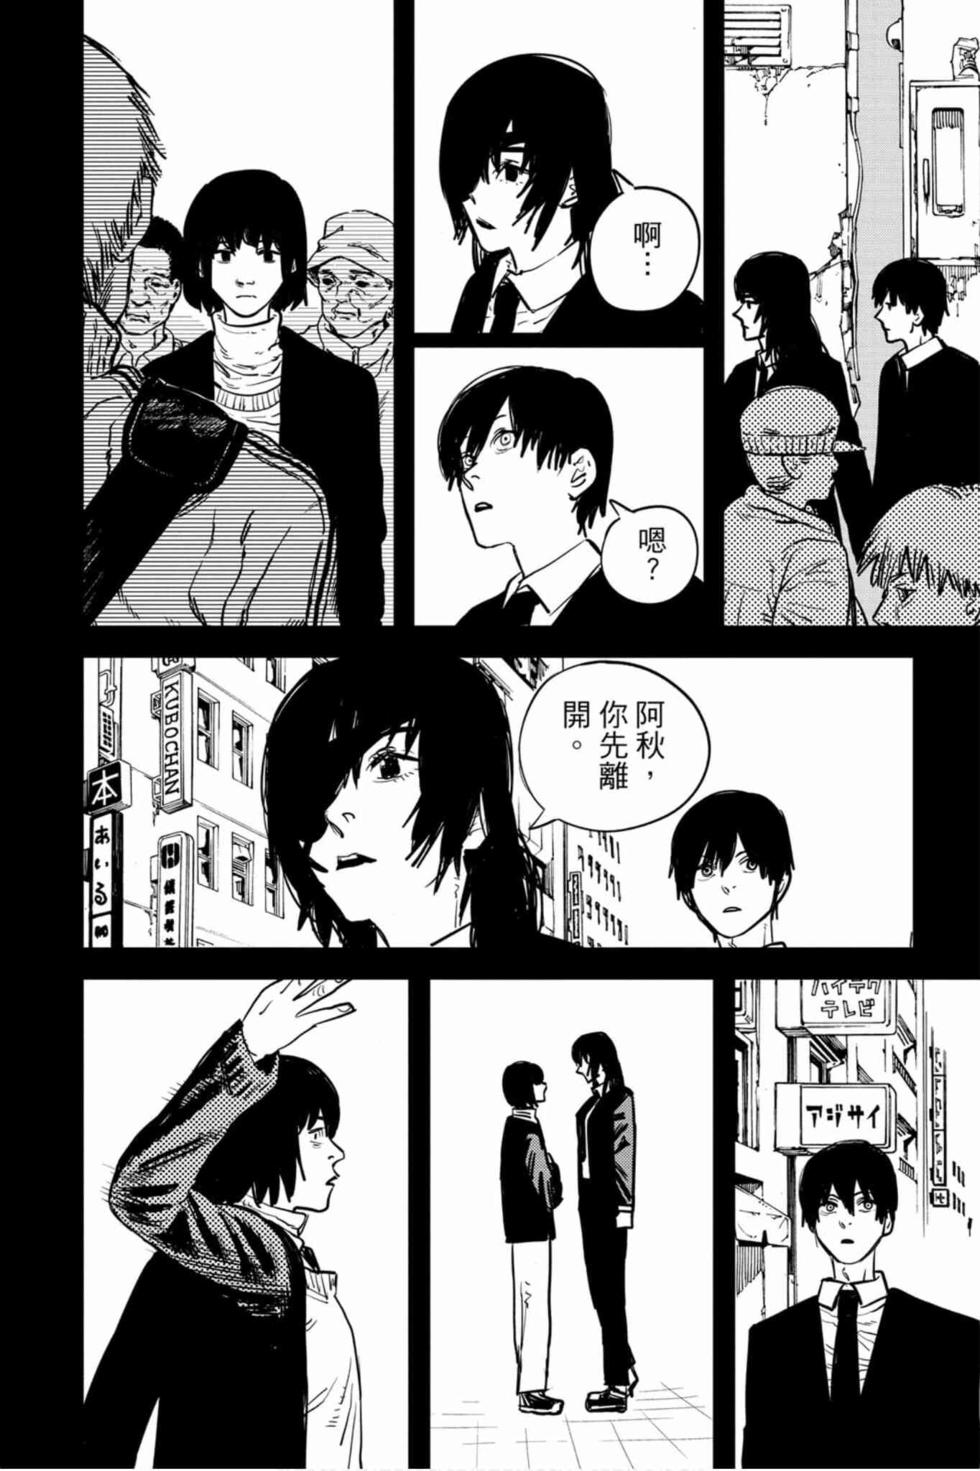 啊…
嗯？
阿秋，
你先離
開。
KUBOCHAN
本
あいる
ハイテク
テレビ
アジサイ